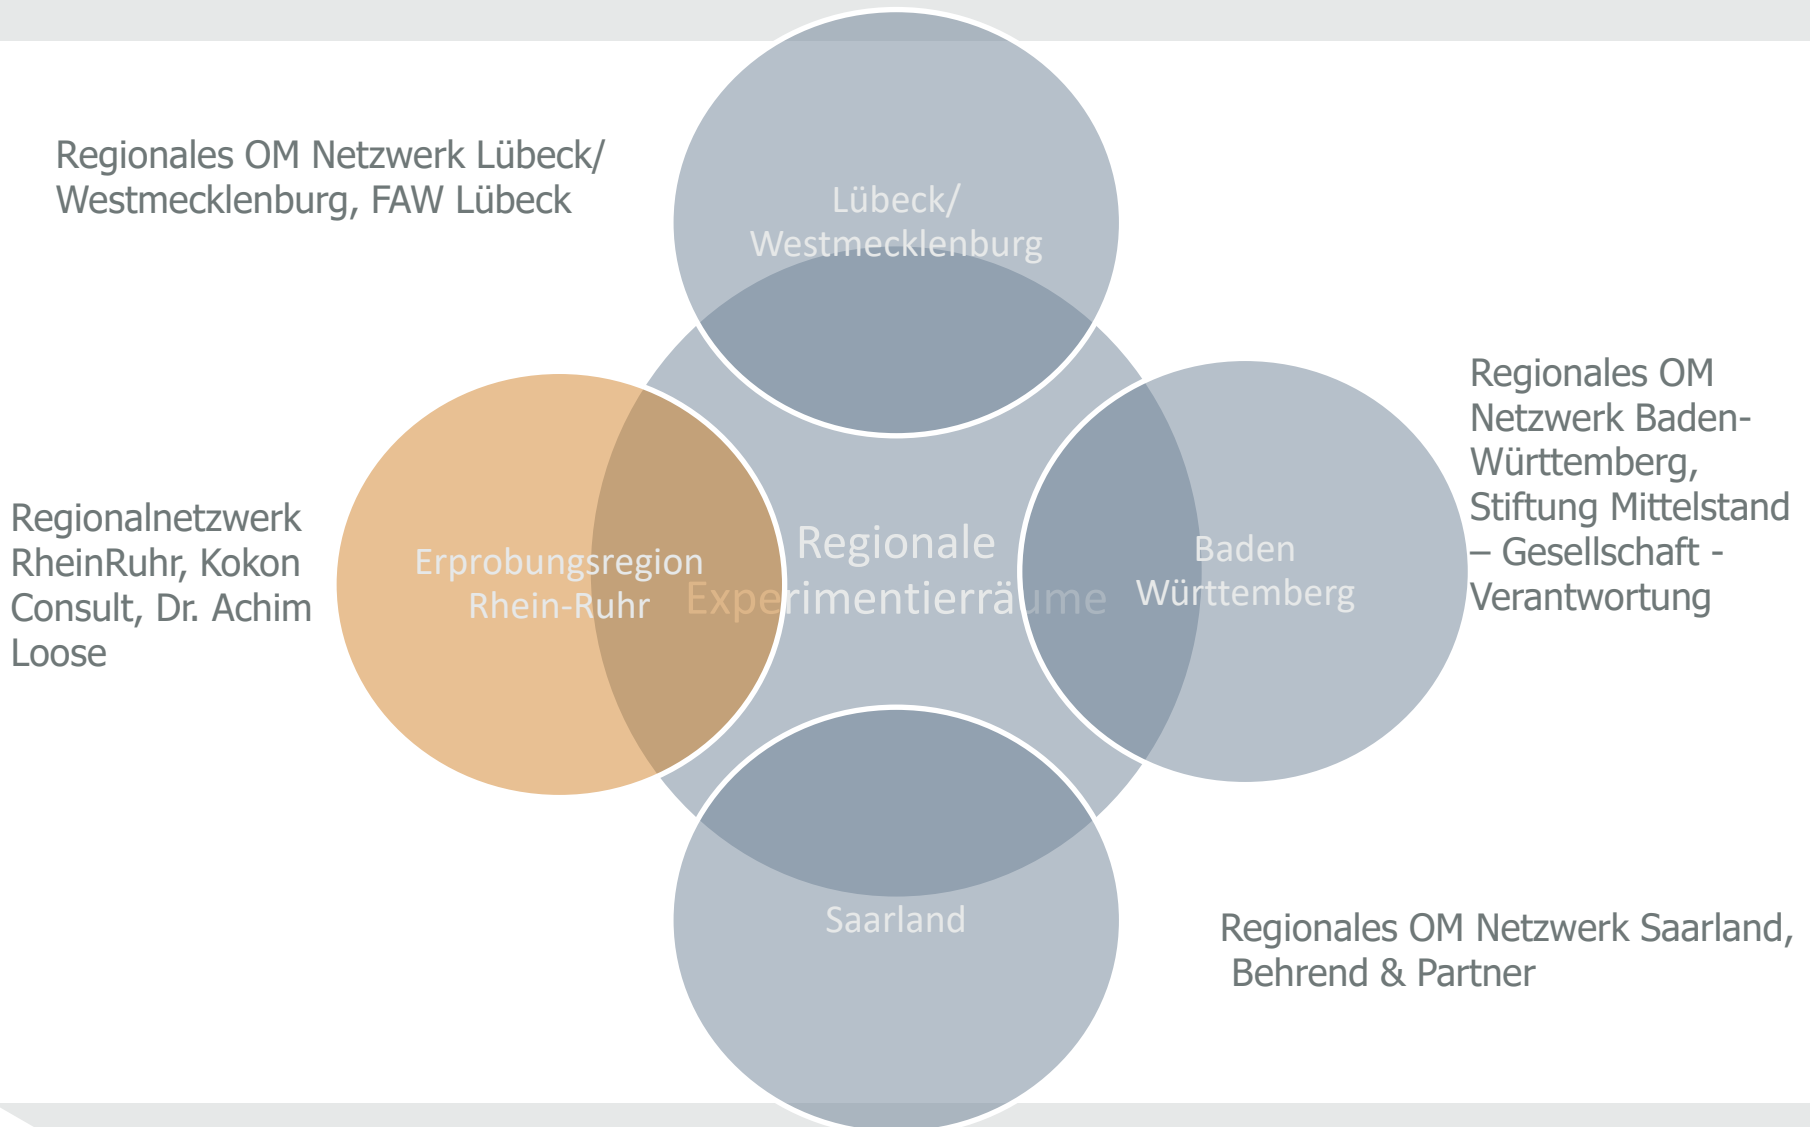 Regionales OM Netzwerk Lübeck/
Westmecklenburg, FAW Lübeck
Lübeck/
Westmecklenburg
Regionalnetzwerk
RheinRuhr, Kokon
Consult, Dr. Achim
Loose
Erprobungsregion
Rhein-Ruhr
Regionale
Experimentierräume
Baden
Württemberg
Regionales OM
Netzwerk Baden-
Württemberg,
Stiftung Mittelstand
– Gesellschaft -
Verantwortung
Saarland
Regionales OM Netzwerk Saarland,
Behrend & Partner